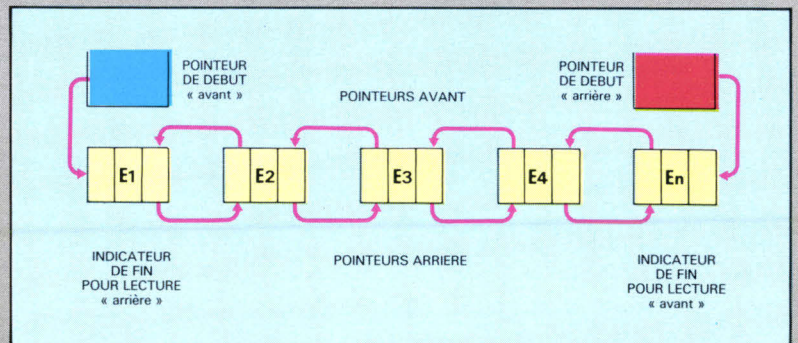 POINTEUR
DE DEBUT
« avant »
POINTEURS AVANT
POINTEUR
DE DEBUT
« arrière »
E1
E2
E3
E4
En
INDICATEUR
DE FIN
POUR LECTURE
« arrière »
POINTEURS ARRIERE
INDICATEUR
DE FIN
POUR LECTURE
« avant »